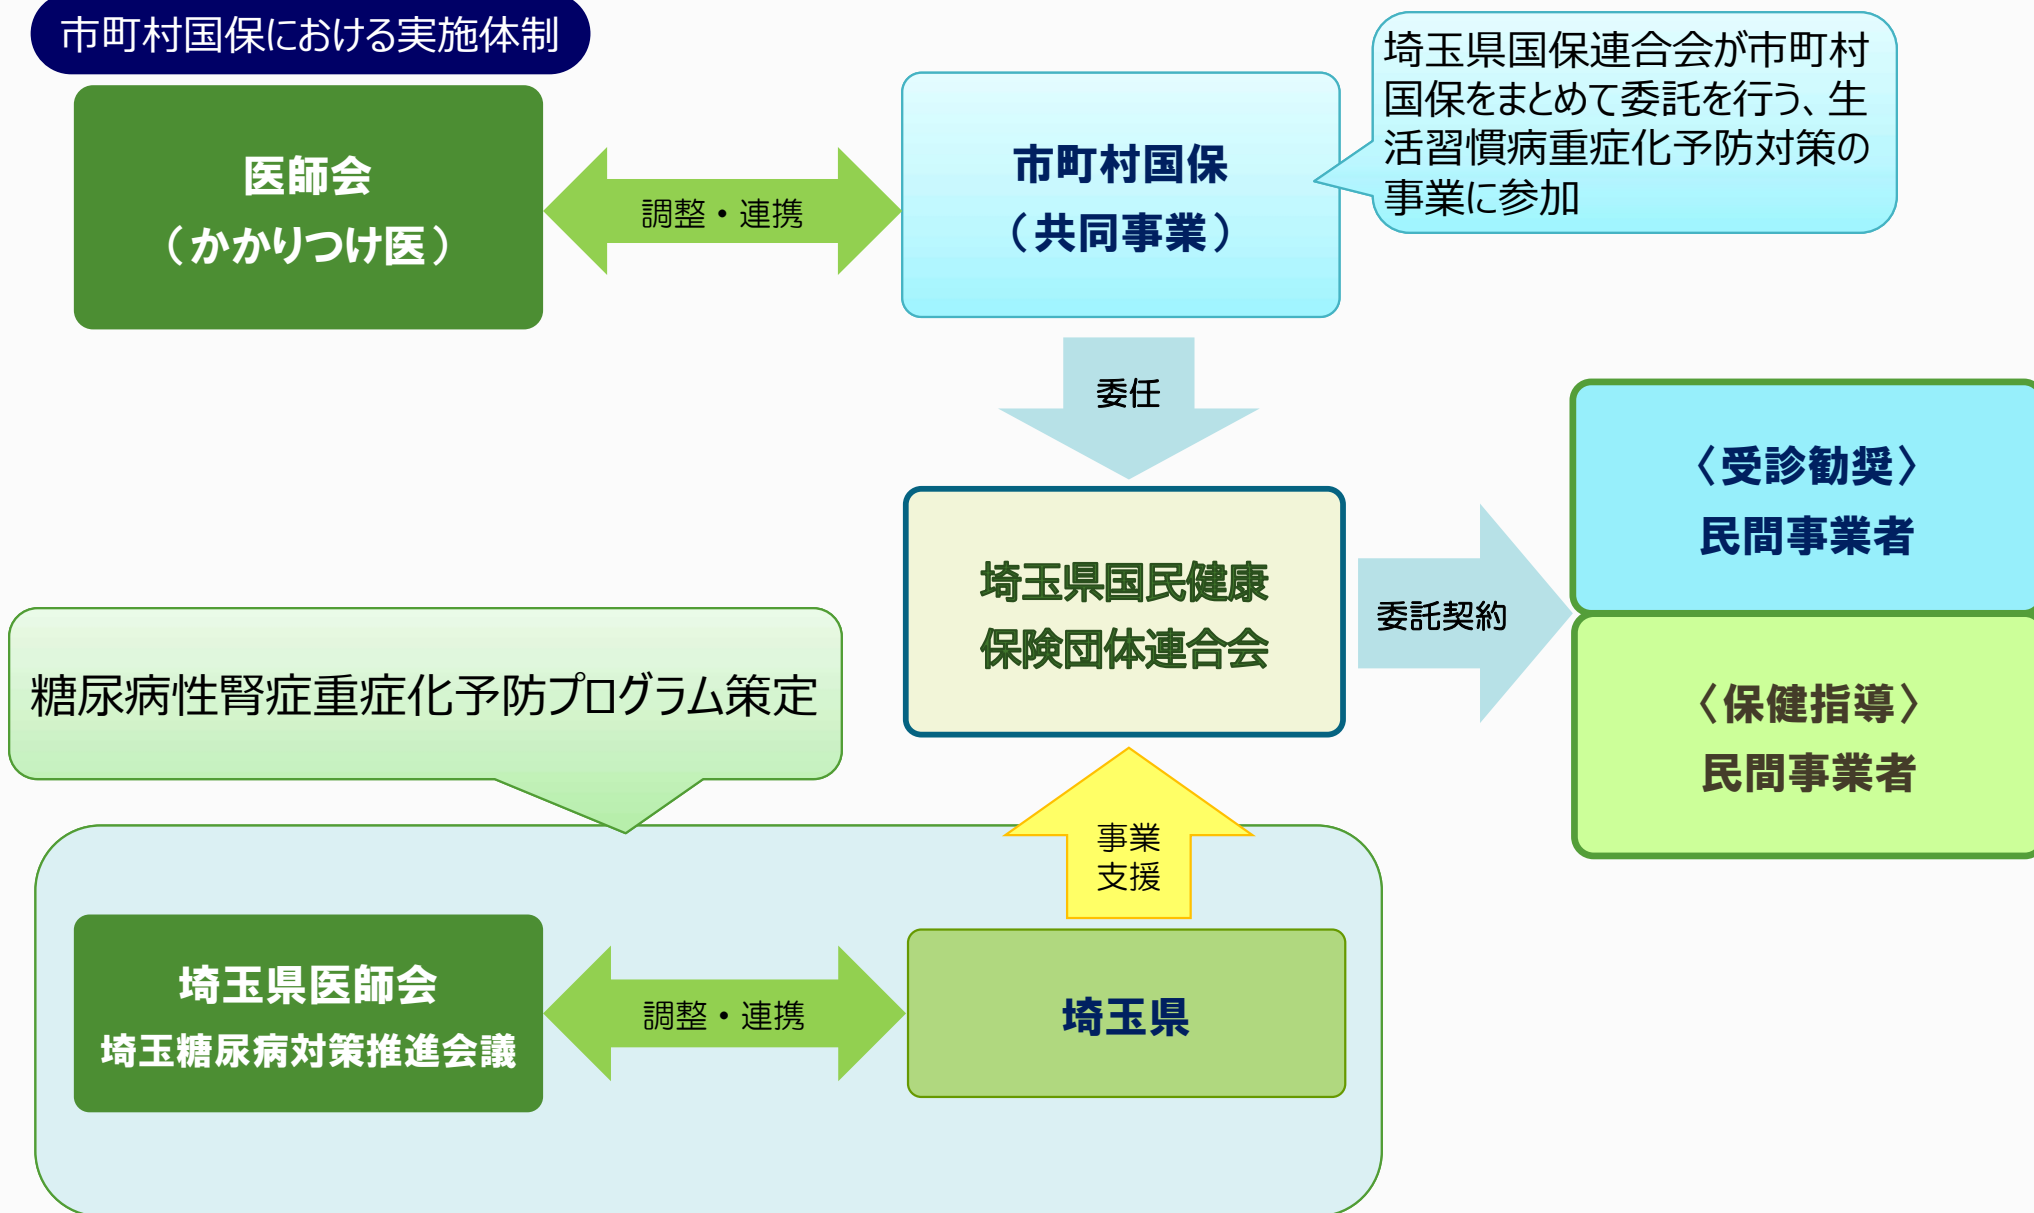 市町村国保における実施体制
医師会
（かかりつけ医）
調整・連携
市町村国保
（共同事業）
埼玉県国保連合会が市町村
国保をまとめて委託を行う、生
活習慣病重症化予防対策の
事業に参加
委任
埼玉県国民健康
保険団体連合会
委託契約
〈受診勧奨〉
民間事業者
〈保健指導〉
民間事業者
糖尿病性腎症重症化予防プログラム策定
事業
支援
埼玉県医師会
埼玉糖尿病対策推進会議
調整・連携
埼玉県